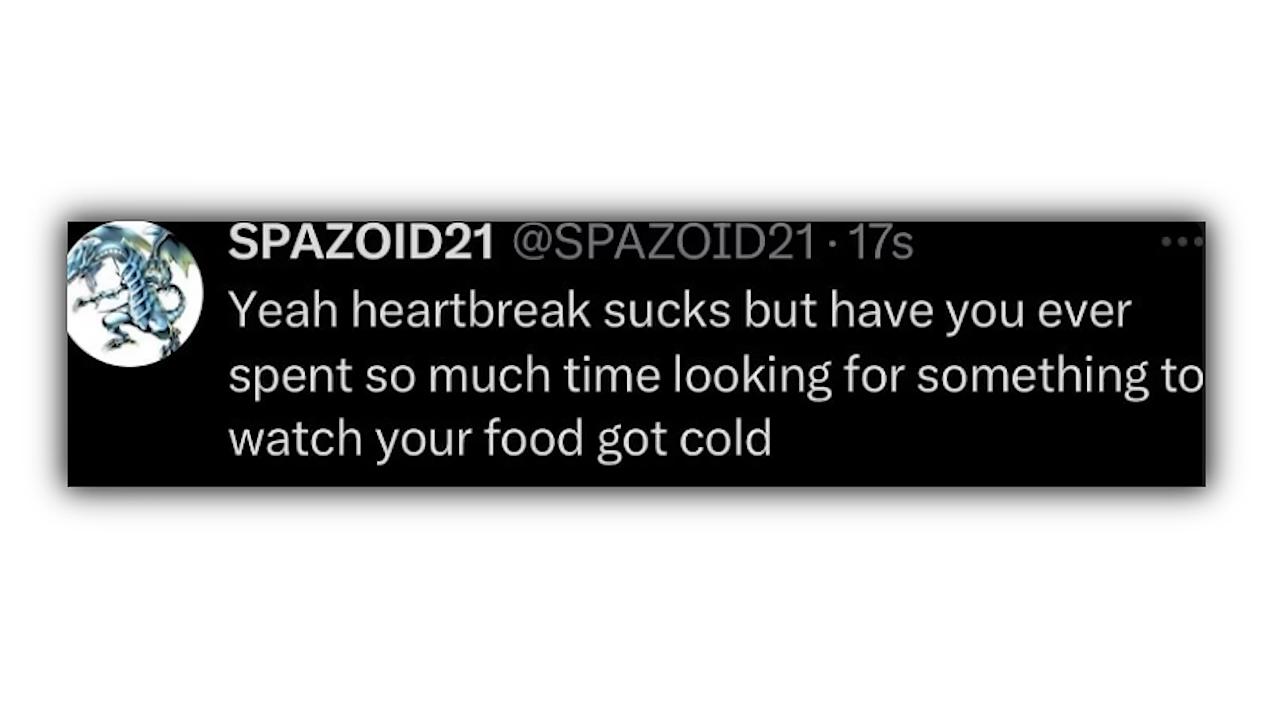 SPAZOID21 @SPAZOID21 · 17s
Yeah heartbreak sucks but have you ever
spent so much time looking for something to
watch your food got cold